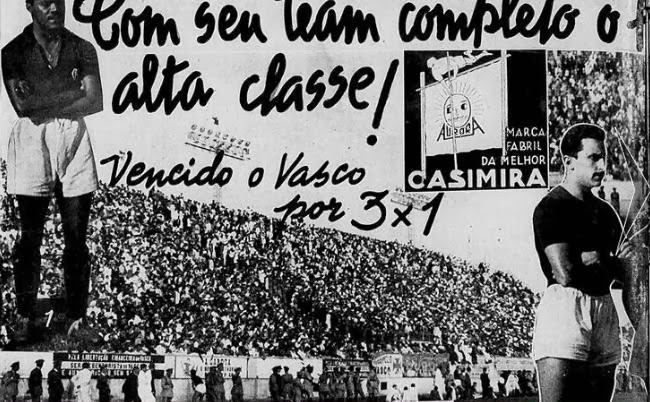 Com seu team completo o
alta classe!
Vencido o Vasco
por 3x1
AURORA
MARCA
FABRIL
DA MELHOR
CASIMIRA